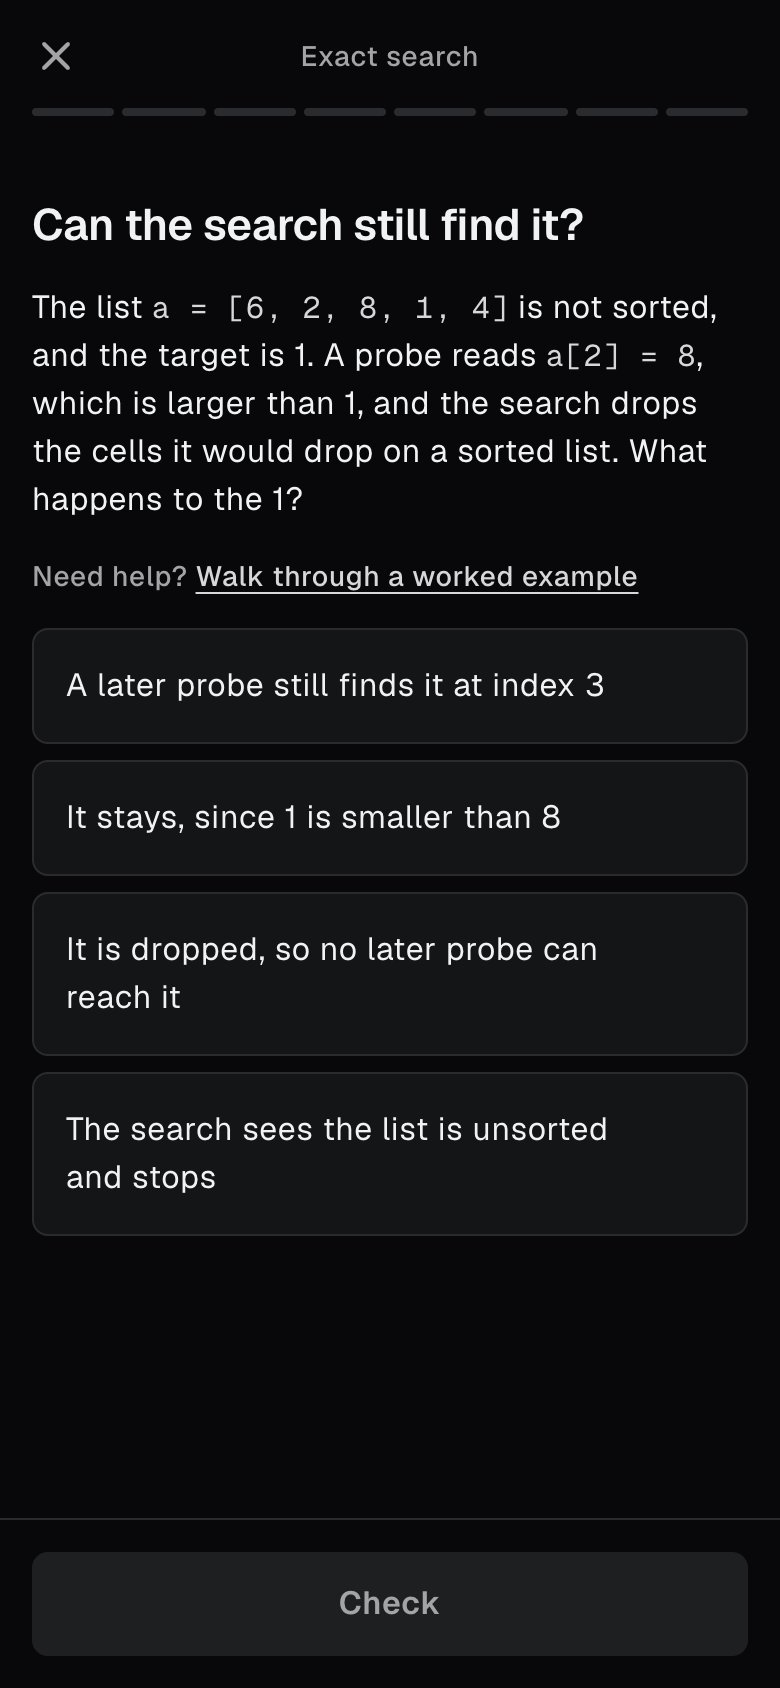 Exact search
Can the search still find it?
The list a = [6, 2, 8, 1, 4] is not sorted,
and the target is 1. A probe reads a[2] = 8,
which is larger than 1, and the search drops
the cells it would drop on a sorted list. What
happens to the 1?
Need help? Walk through a worked example
A later probe still finds it at index 3
It stays, since 1 is smaller than 8
It is dropped, so no later probe can
reach it
The search sees the list is unsorted
and stops
Check